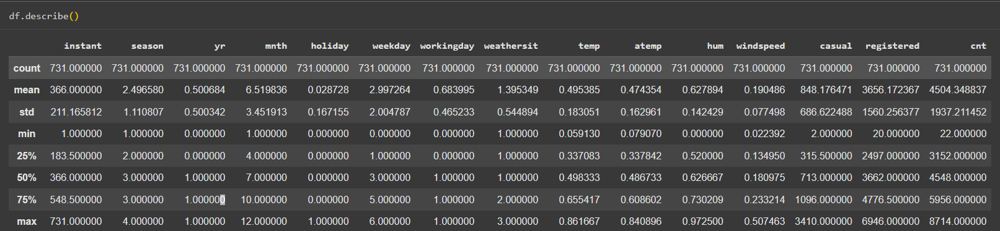 df.describe()
instant season yr mnth holiday weekday workingday weathersit temp atemp hum windspeed casual registered cnt
count 731.000000 731.000000 731.000000 731.000000 731.000000 731.000000 731.000000 731.000000 731.000000 731.000000 731.000000 731.000000 731.000000 731.000000 731.000000
mean 366.000000 2.496580 0.500684 6.519836 0.028728 2.997264 0.683995 1.395349 0.495385 0.474354 0.627894 0.190486 848.176471 3656.172367 4504.348837
std 211.165812 1.110807 0.500342 3.451913 0.167155 2.004787 0.465233 0.544894 0.183051 0.162961 0.142429 0.077498 686.622488 1560.256377 1937.211452
min 1.000000 1.000000 0.000000 1.000000 0.000000 0.000000 0.000000 1.000000 0.059130 0.079070 0.000000 0.022392 2.000000 20.000000 22.000000
25% 183.500000 2.000000 0.000000 4.000000 0.000000 1.000000 0.000000 1.000000 0.337083 0.337842 0.520000 0.134950 315.500000 2497.000000 3152.000000
50% 366.000000 3.000000 1.000000 7.000000 0.000000 3.000000 1.000000 1.000000 0.498333 0.486733 0.626667 0.180975 713.000000 3662.000000 4548.000000
75% 548.500000 3.000000 1.000000 10.000000 0.000000 5.000000 1.000000 2.000000 0.655417 0.608602 0.730209 0.233214 1096.000000 4776.500000 5956.000000
max 731.000000 4.000000 1.000000 12.000000 1.000000 6.000000 1.000000 3.000000 0.861667 0.840896 0.972500 0.507463 3410.000000 6946.000000 8714.000000